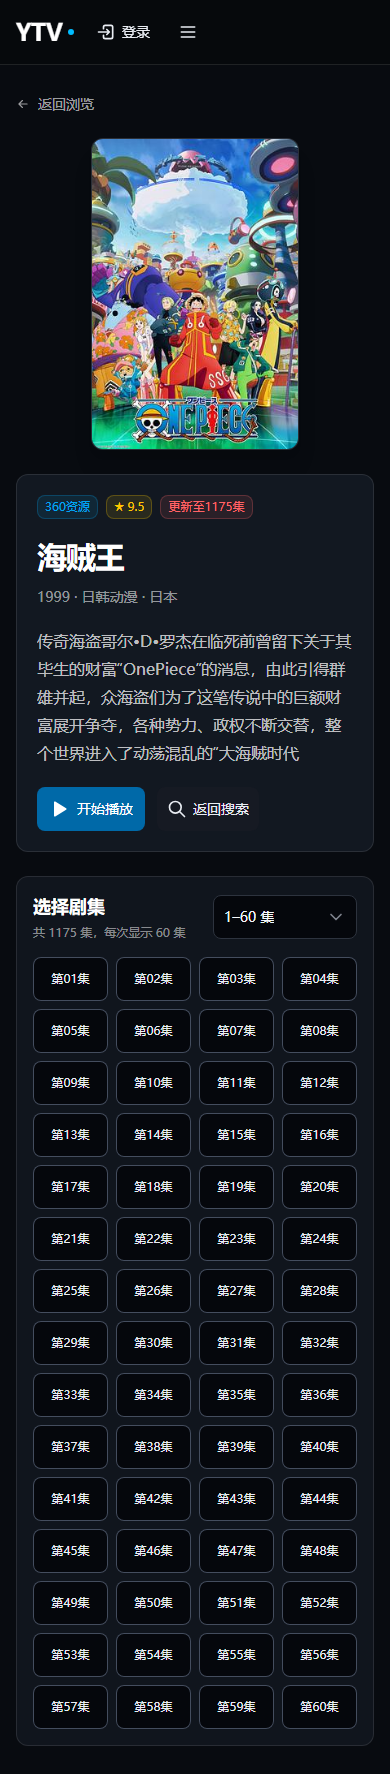 YTV
登录
返回浏览
SSG
ワンピース
ONE PIECE
360资源
★ 9.5
更新至1175集
海贼王
1999 · 日韩动漫 · 日本
传奇海盗哥尔•D•罗杰在临死前曾留下关于其
毕生的财富“OnePiece”的消息，由此引得群
雄并起，众海盗们为了这笔传说中的巨额财
富展开争夺，各种势力、政权不断交替，整
个世界进入了动荡混乱的“大海贼时代
开始播放
返回搜索
选择剧集
共 1175 集，每次显示 60 集
1–60 集
第01集 第02集 第03集 第04集
第05集 第06集 第07集 第08集
第09集 第10集 第11集 第12集
第13集 第14集 第15集 第16集
第17集 第18集 第19集 第20集
第21集 第22集 第23集 第24集
第25集 第26集 第27集 第28集
第29集 第30集 第31集 第32集
第33集 第34集 第35集 第36集
第37集 第38集 第39集 第40集
第41集 第42集 第43集 第44集
第45集 第46集 第47集 第48集
第49集 第50集 第51集 第52集
第53集 第54集 第55集 第56集
第57集 第58集 第59集 第60集